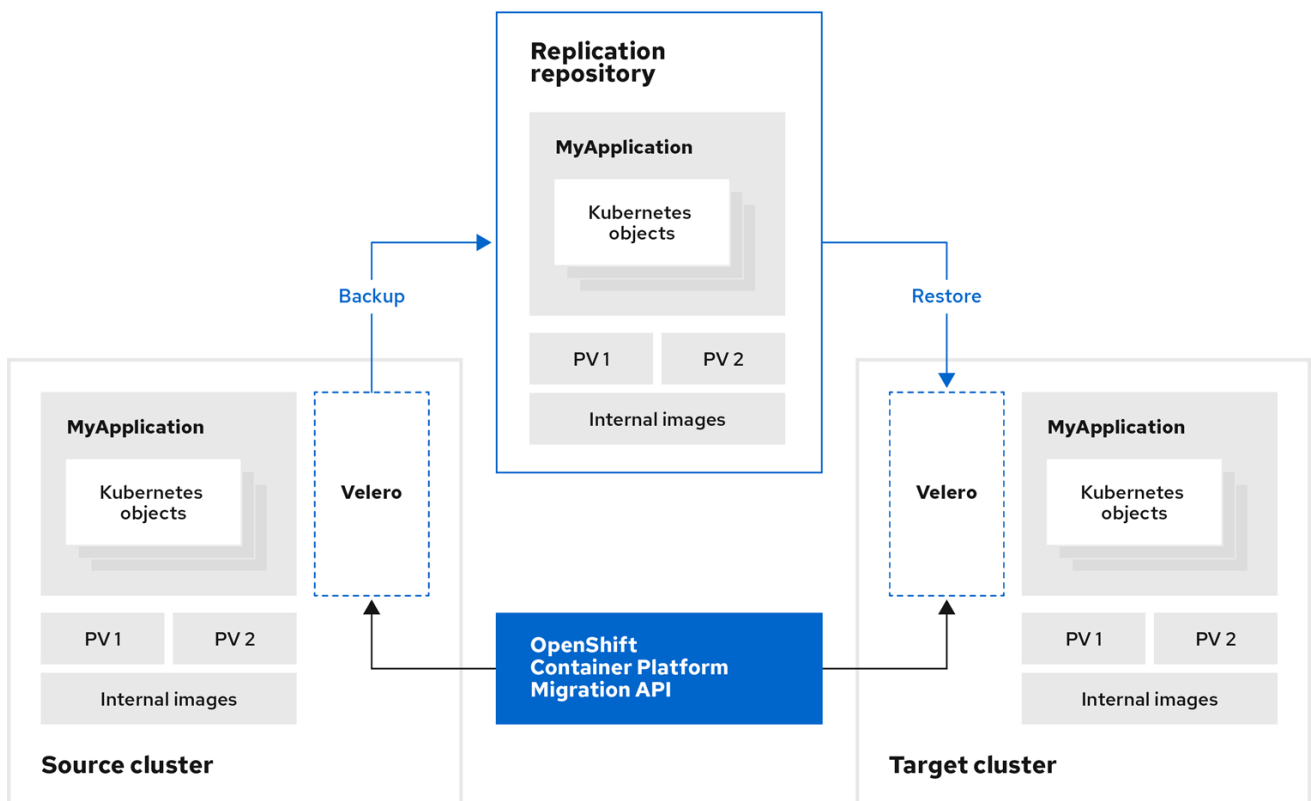 Replication
repository
MyApplication
Kubernetes
objects
Backup
Restore
PV 1
PV 2
Internal images
MyApplication
Kubernetes
objects
Velero
PV 1
PV 2
Internal images
Source cluster
OpenShift
Container Platform
Migration API
Velero
MyApplication
Kubernetes
objects
PV 1
PV 2
Internal images
Target cluster